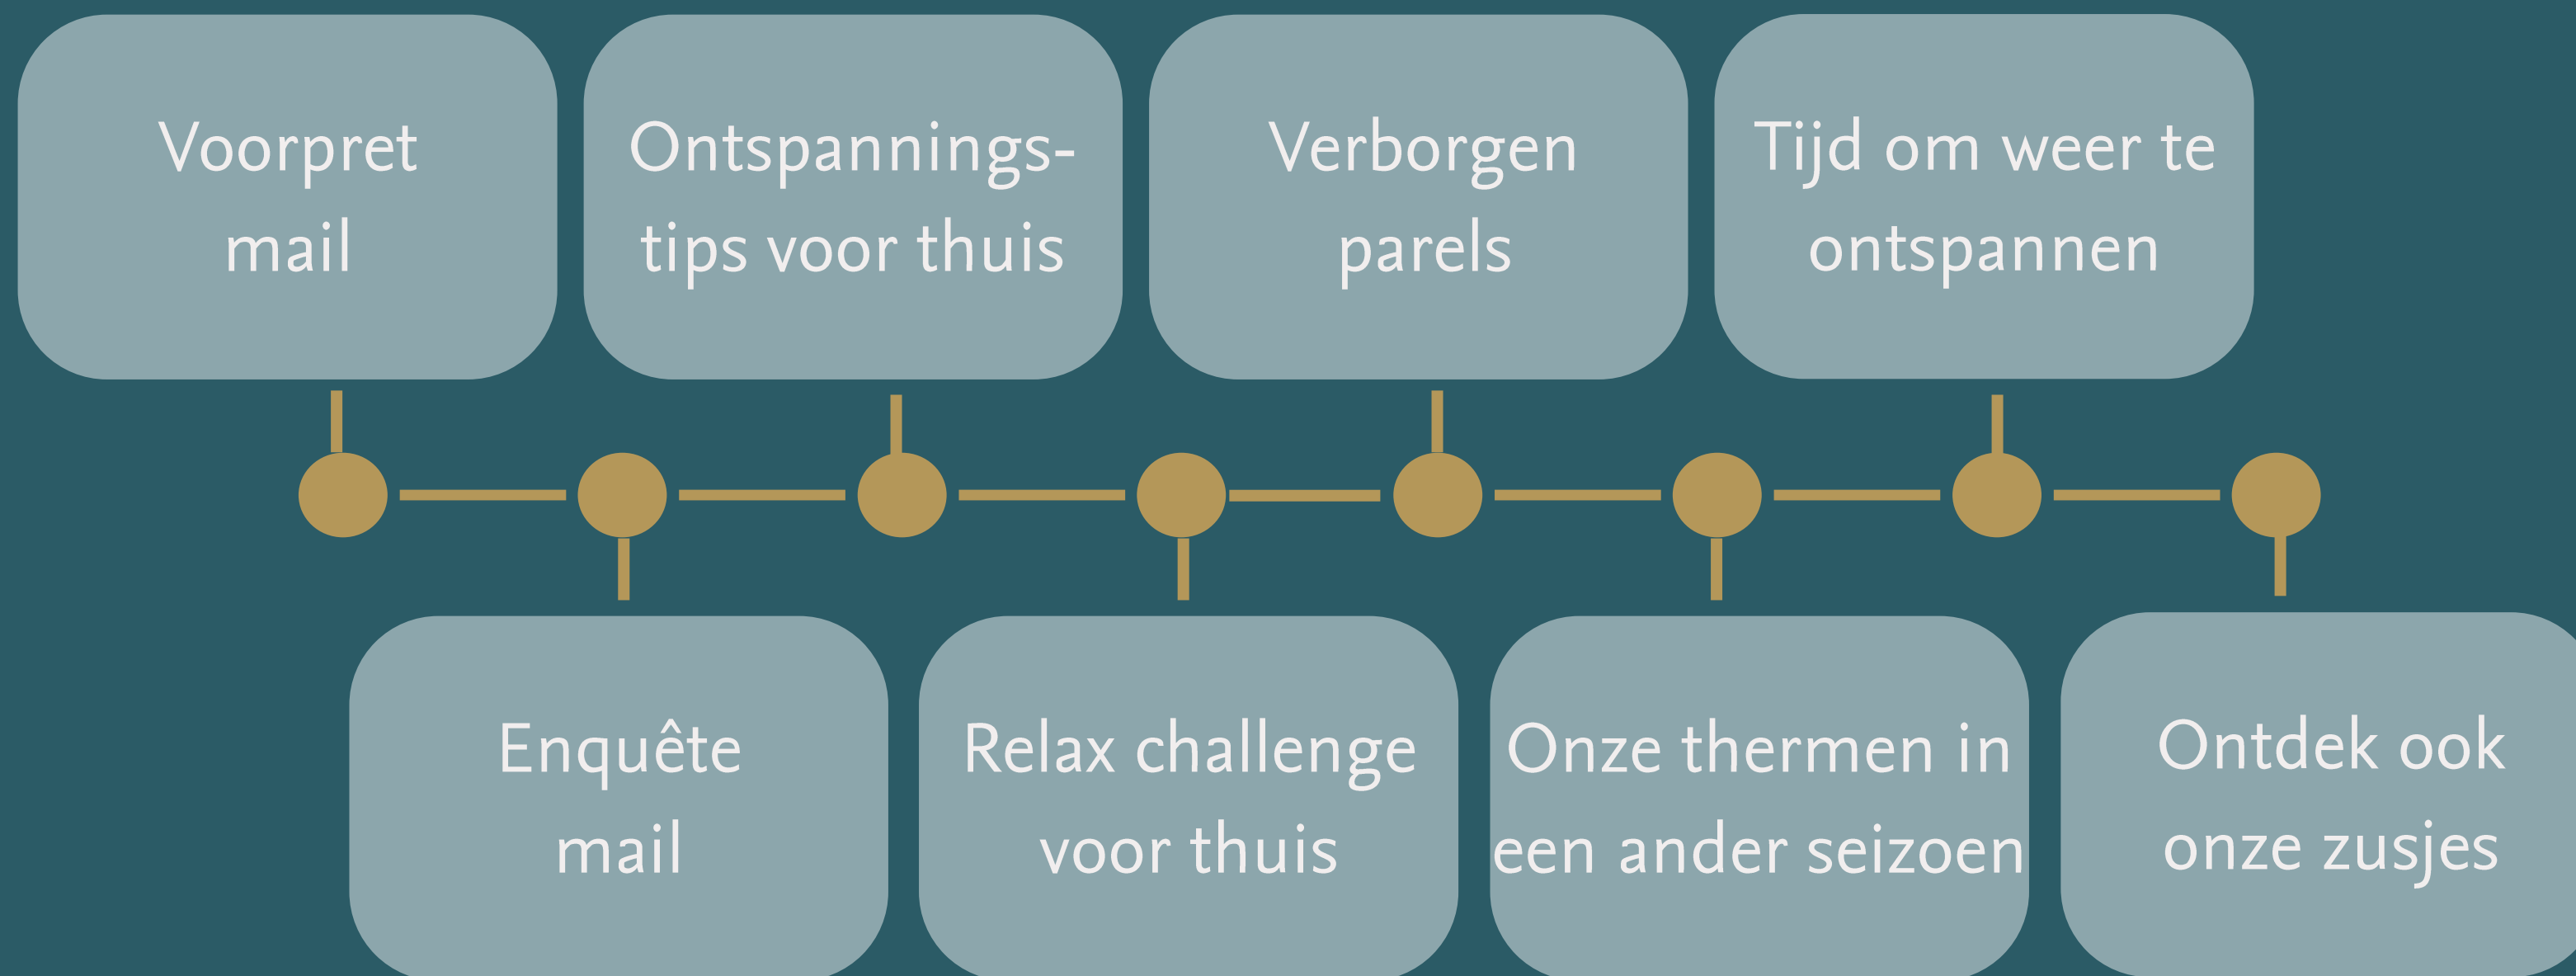 Voorpret
mail
Ontspannings-
tips voor thuis
Verborgen
parels
Tijd om weer te
ontspannen
Enquête
mail
Relax challenge
voor thuis
Onze thermen in
een ander seizoen
Ontdek ook
onze zusjes